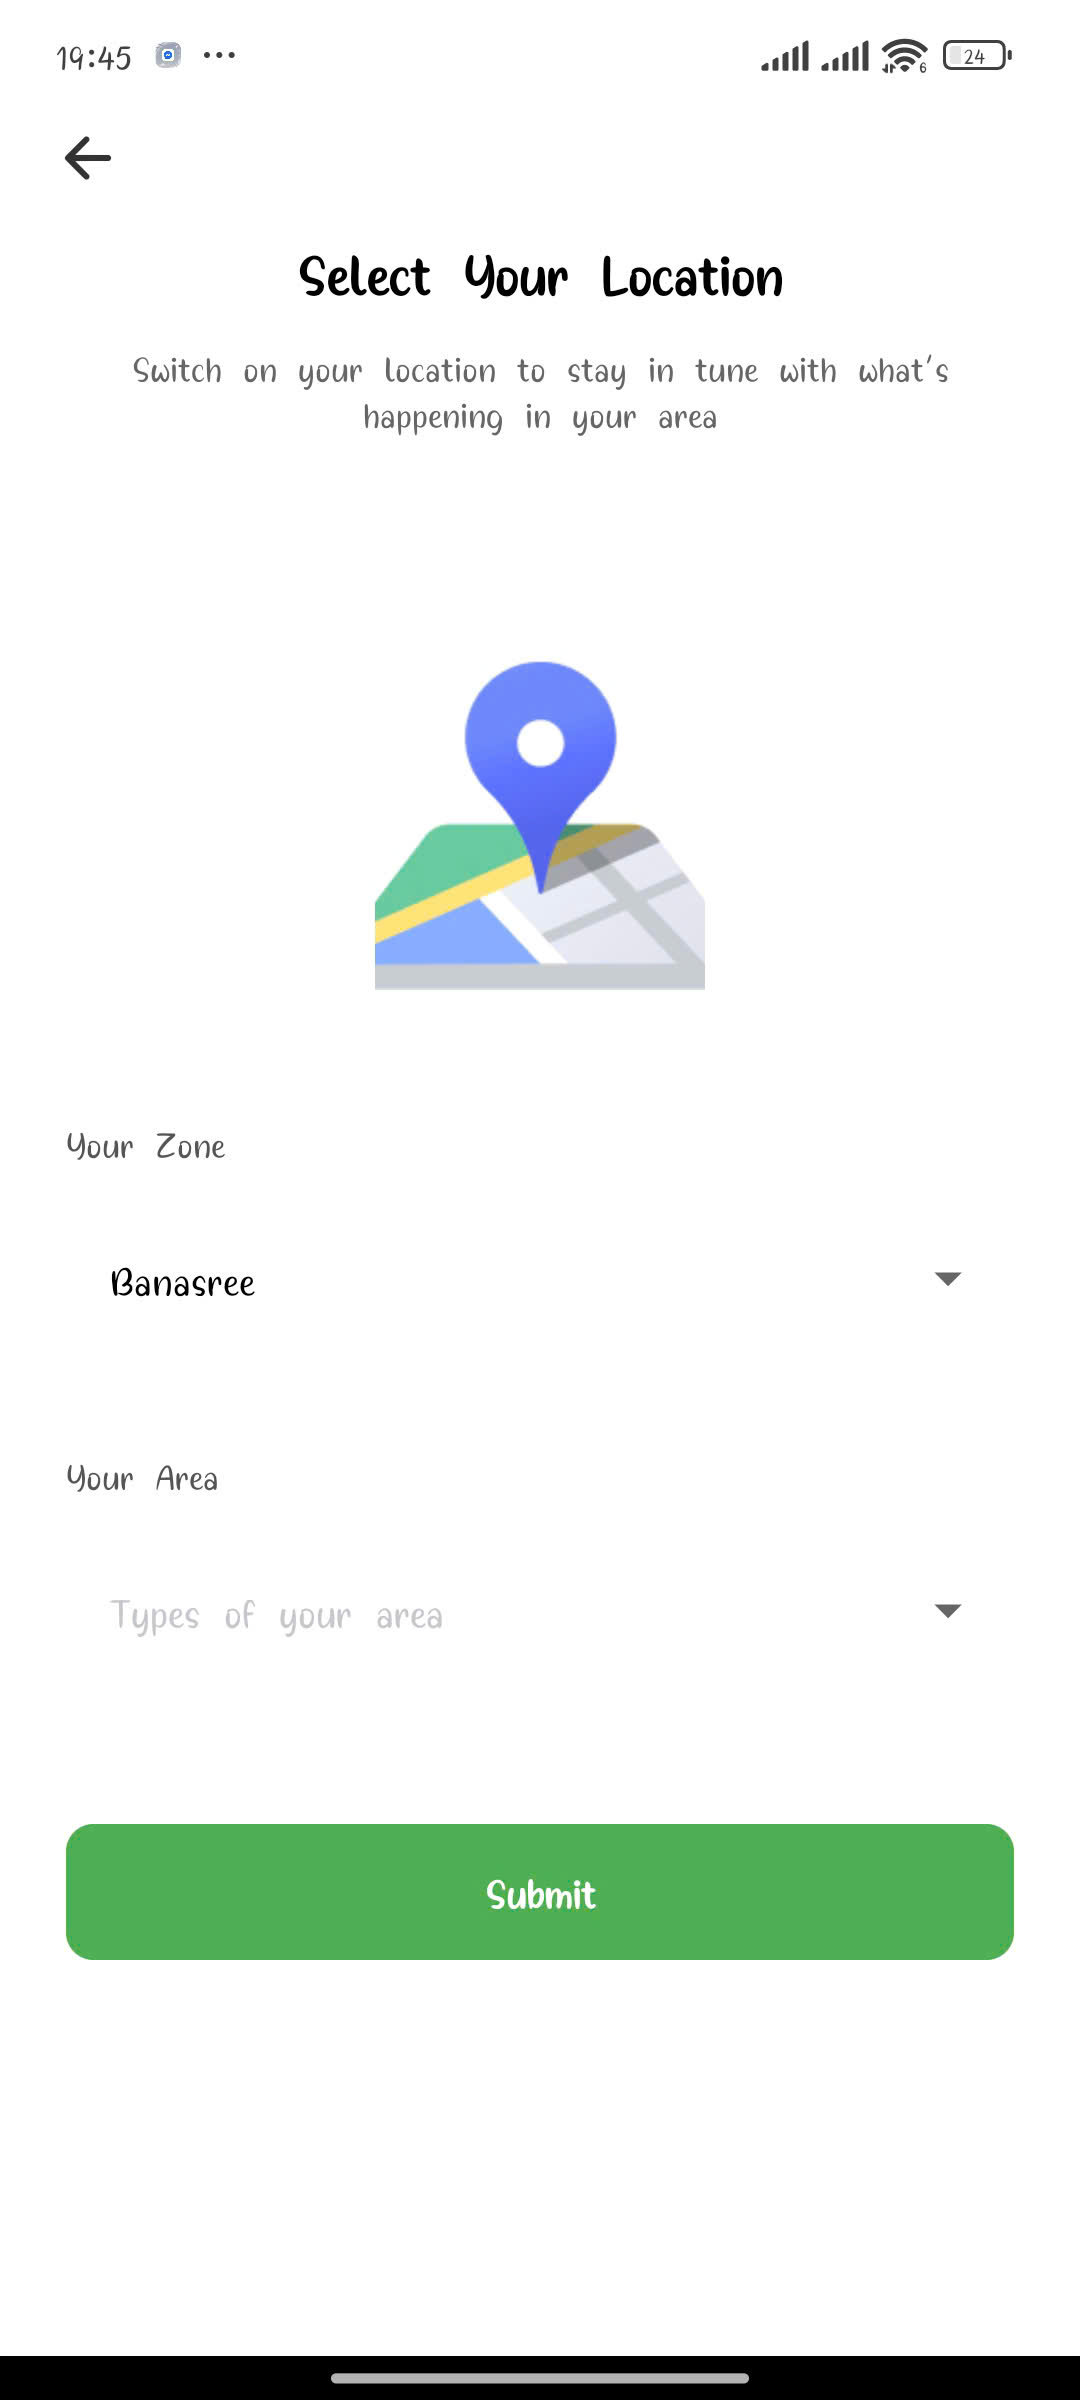 19:45
6
24
Select Your Location
Switch on your location to stay in tune with what's
happening in your area
Your Zone
Banasree
Your Area
Types of your area
Submit